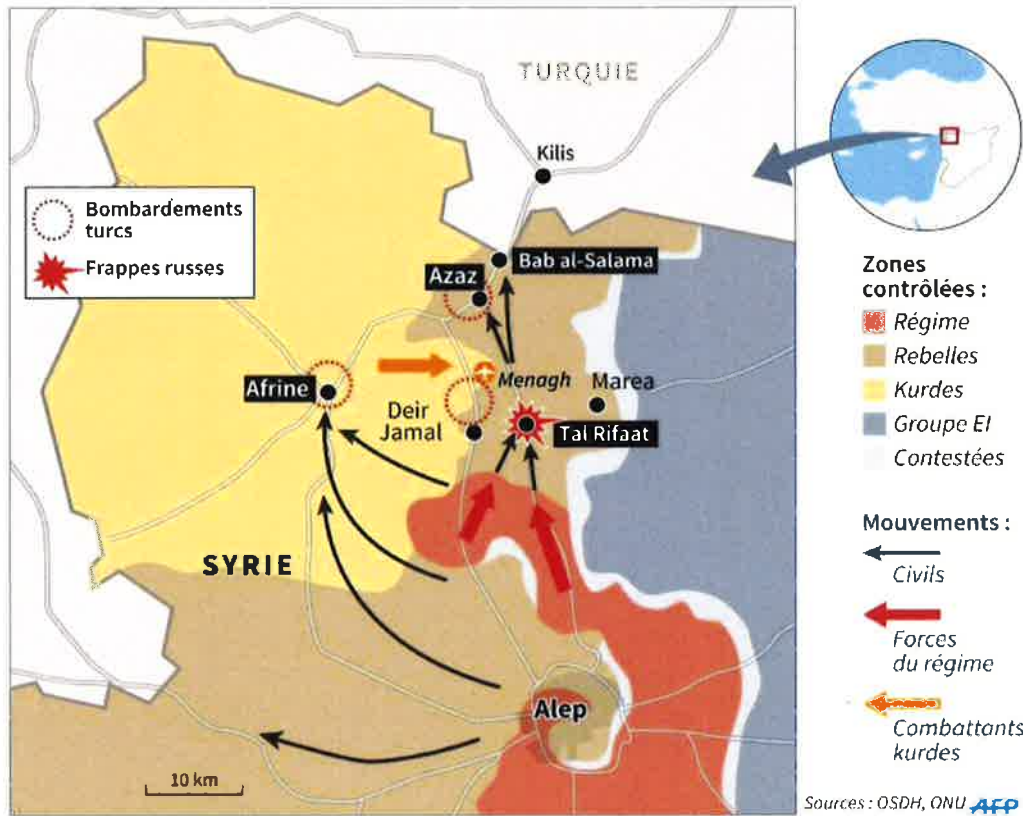 TURQUIE
Kilis
Bombardements
turcs
Frappes russes
Bab al-Salama
Azaz
Menagh
Marea
Afrine
Deir
Jamal
Tal Rifaat
SYRIE
Alep
10 km
Zones
contrôlées :
Régime
Rebelles
Kurdes
Groupe EI
Contestées
Mouvements :
Civils
Forces
du régime
Combattants
kurdes
Sources : OSDH, ONU AFP